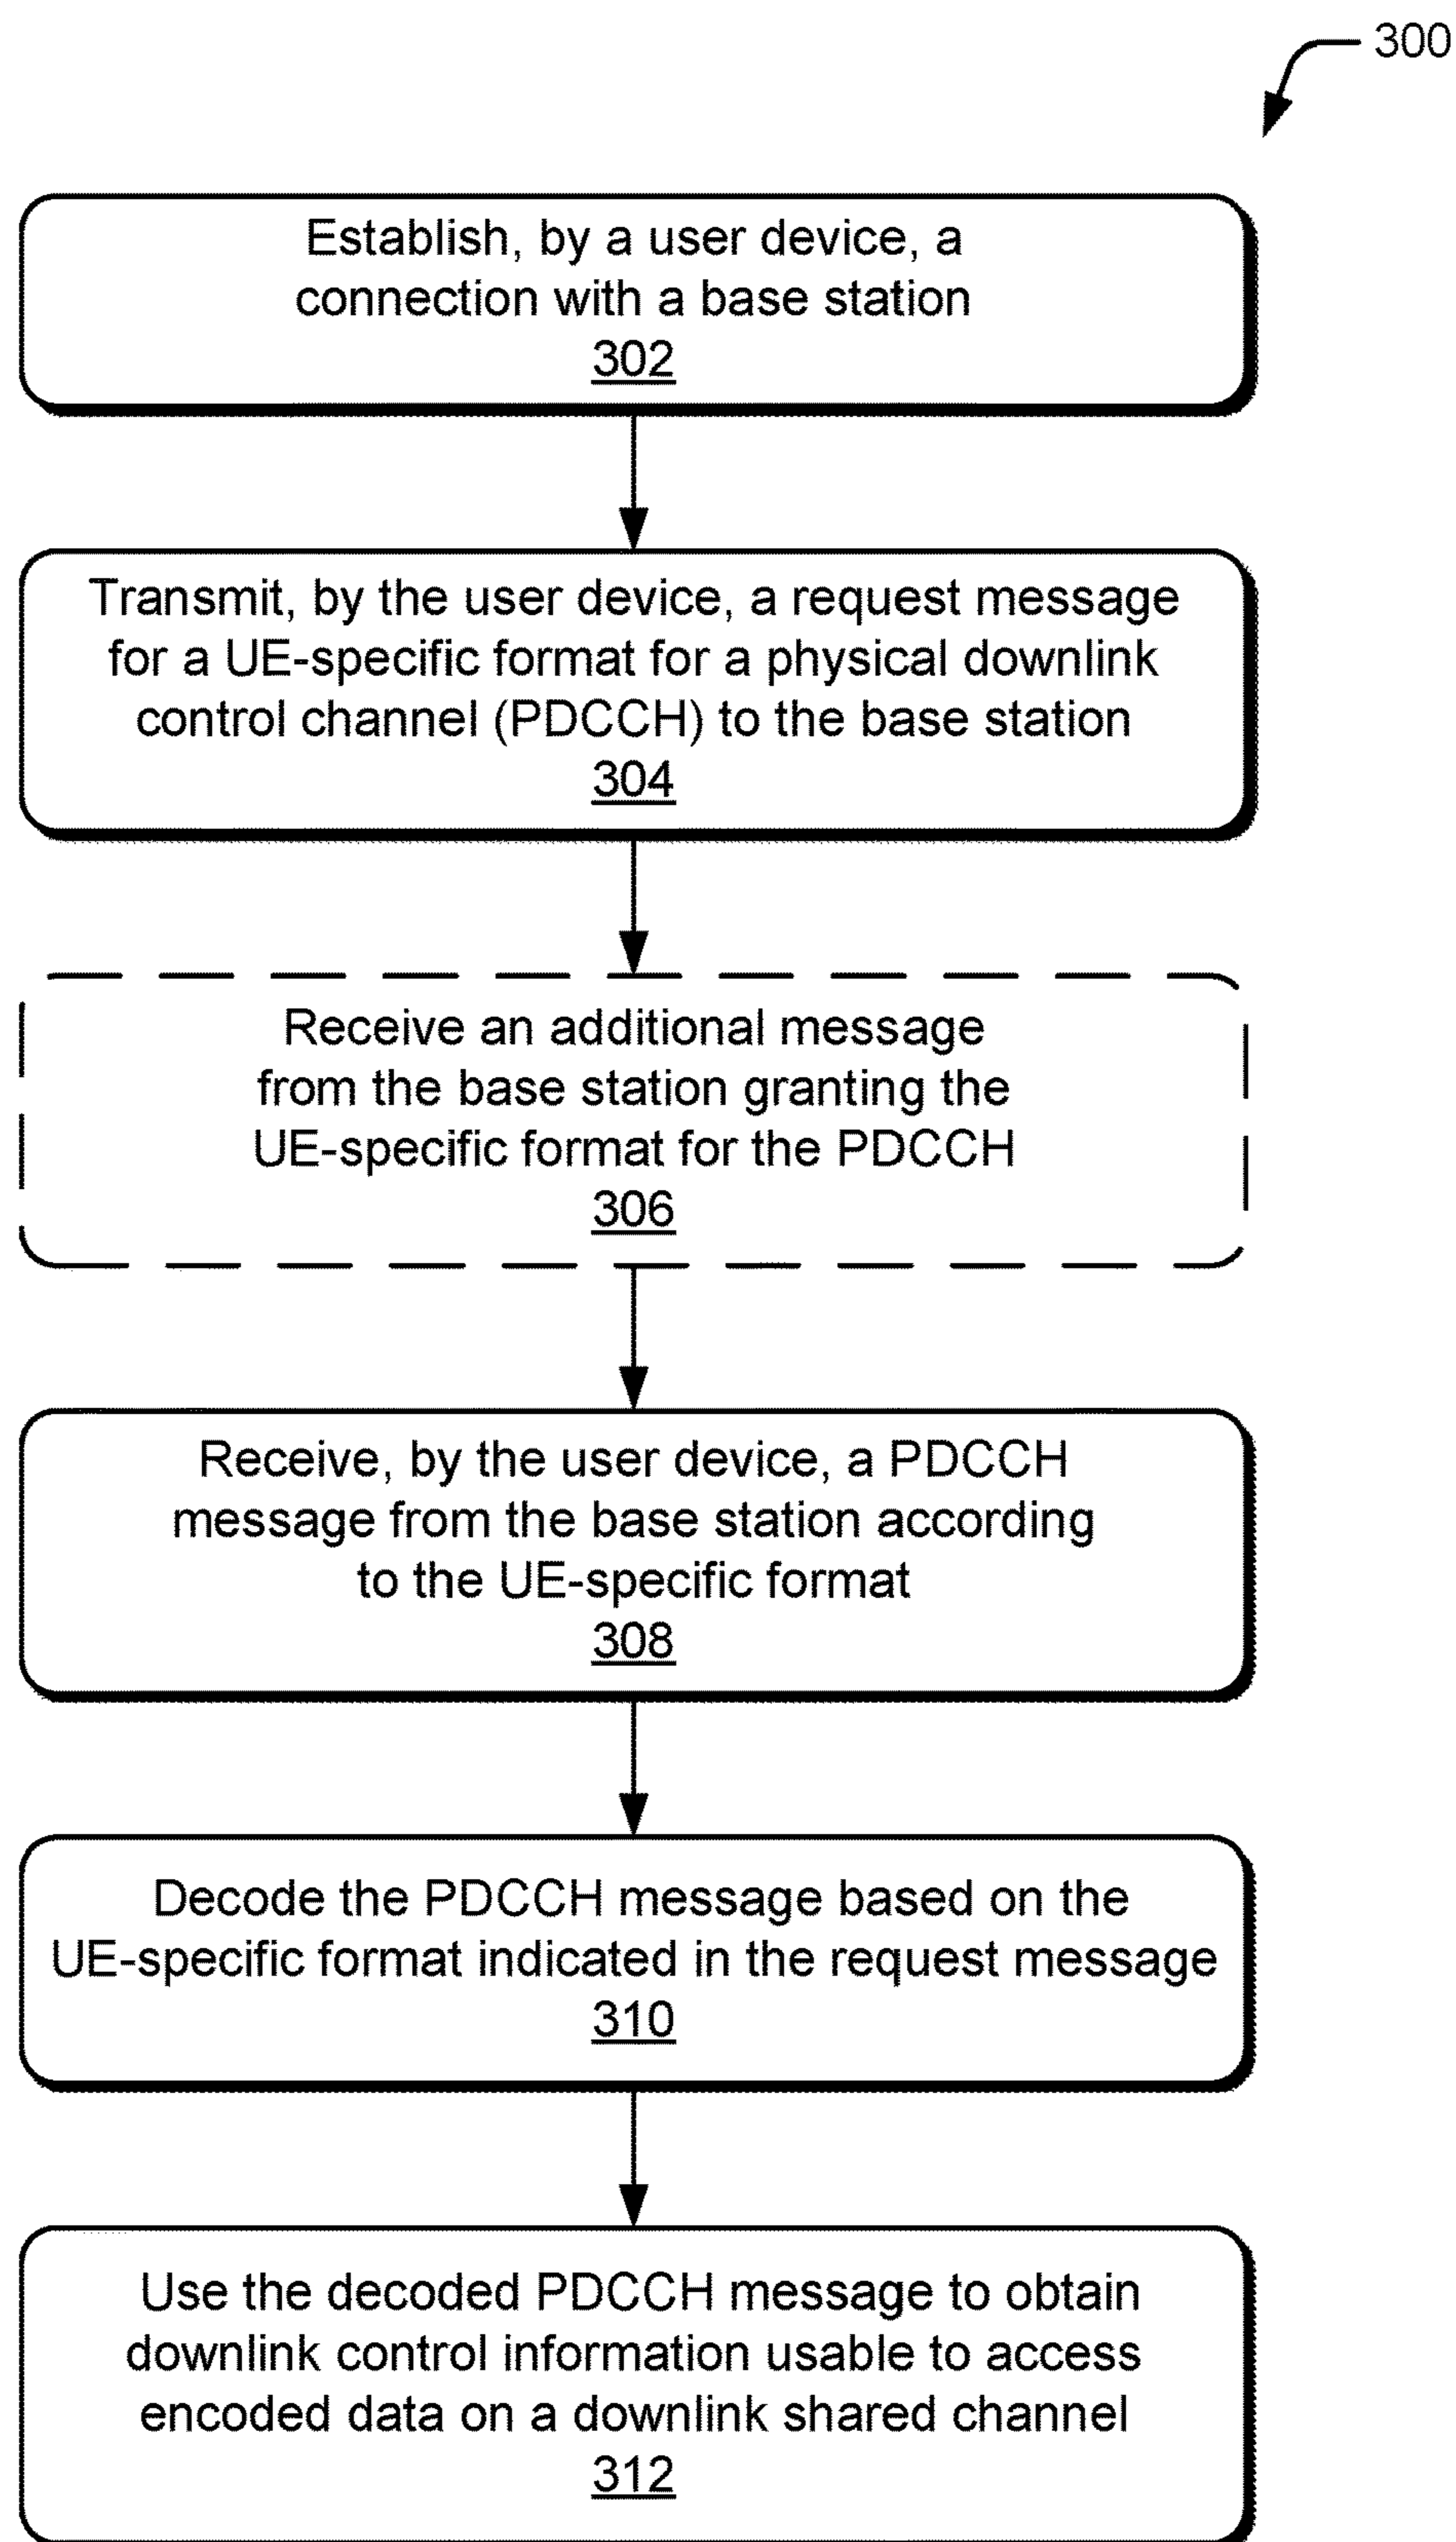 300
Establish, by a user device, a
connection with a base station
302
Transmit, by the user device, a request message
for a UE-specific format for a physical downlink
control channel (PDCCH) to the base station
304
Receive an additional message
from the base station granting the
UE-specific format for the PDCCH
306
Receive, by the user device, a PDCCH
message from the base station according
to the UE-specific format
308
Decode the PDCCH message based on the
UE-specific format indicated in the request message
310
Use the decoded PDCCH message to obtain
downlink control information usable to access
encoded data on a downlink shared channel
312